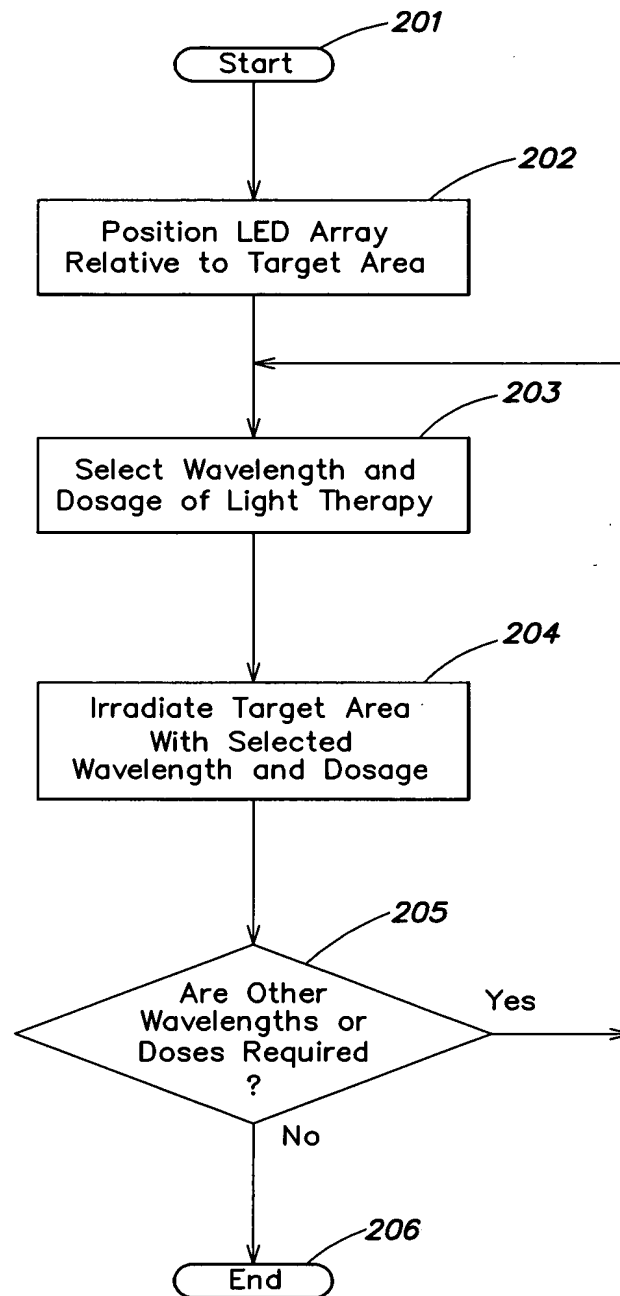 201
Start
202
Position LED Array
Relative to Target Area
203
Select Wavelength and
Dosage of Light Therapy
204
Irradiate Target Area
With Selected
Wavelength and Dosage
205
Are Other
Wavelengths or
Doses Required
?
Yes
No
206
End